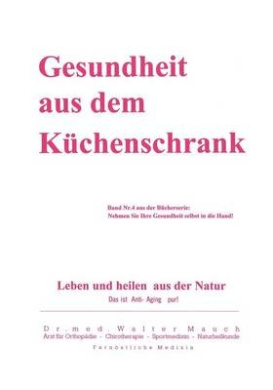 Gesundheit
aus dem
Küchenschrank
Band Nr.4 aus der Bücherserie:
Nehmen Sie Ihre Gesundheit selbst in die Hand!
Leben und heilen aus der Natur
Das ist Anti- Aging pur!
Dr. med. Walter Mauch
Arzt für Orthopädie - Chirotherapie - Sportmedizin - Naturheilkunde
Fernöstliche Medizin